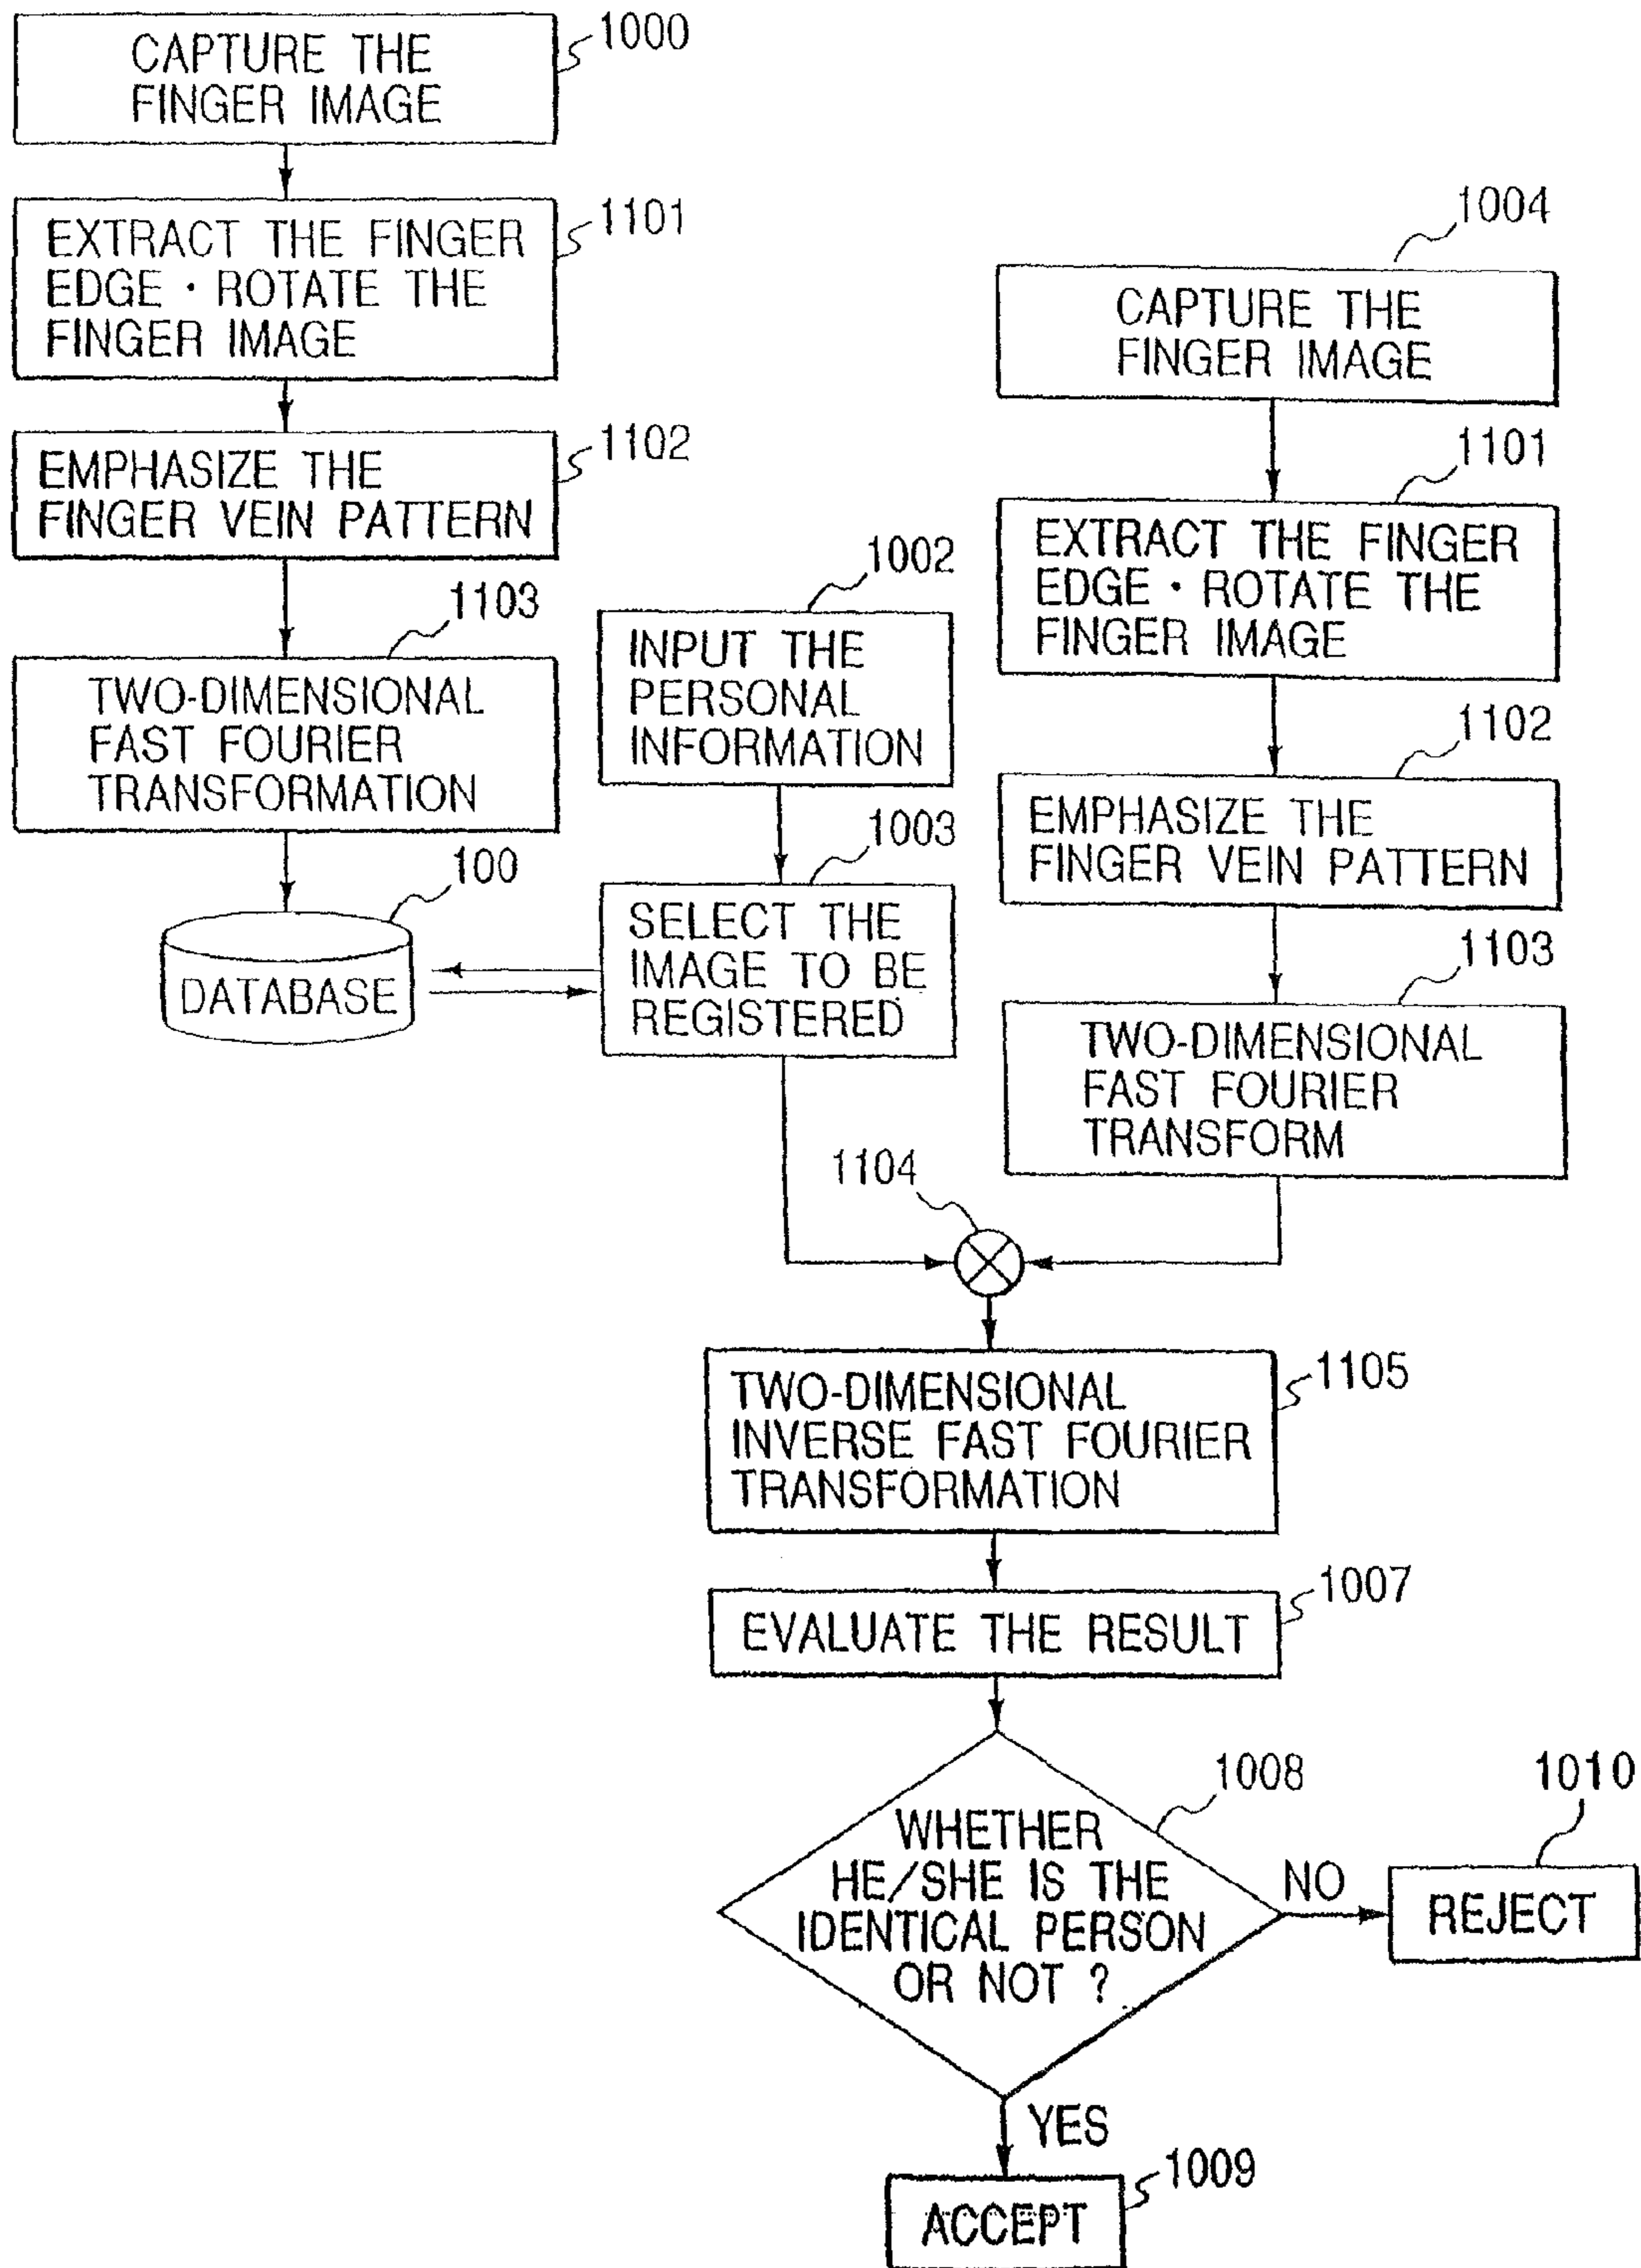 CAPTURE THE
FINGER IMAGE
1000
EXTRACT THE FINGER
EDGE・ROTATE THE
FINGER IMAGE
1101
EMPHASIZE THE
FINGER VEIN PATTERN
1102
1103
TWO-DIMENSIONAL
FAST FOURIER
TRANSFORMATION
100
DATABASE
1002
INPUT THE
PERSONAL
INFORMATION
1003
SELECT THE
IMAGE TO BE
REGISTERED
1004
CAPTURE THE
FINGER IMAGE
1101
EXTRACT THE FINGER
EDGE・ROTATE THE
FINGER IMAGE
1102
EMPHASIZE THE
FINGER VEIN PATTERN
1103
TWO-DIMENSIONAL
FAST FOURIER
TRANSFORM
1104
TWO-DIMENSIONAL
INVERSE FAST FOURIER
TRANSFORMATION
1105
EVALUATE THE RESULT
1007
WHETHER
HE/SHE IS THE
IDENTICAL PERSON
OR NOT ?
1008
NO
1010
REJECT
YES
1009
ACCEPT